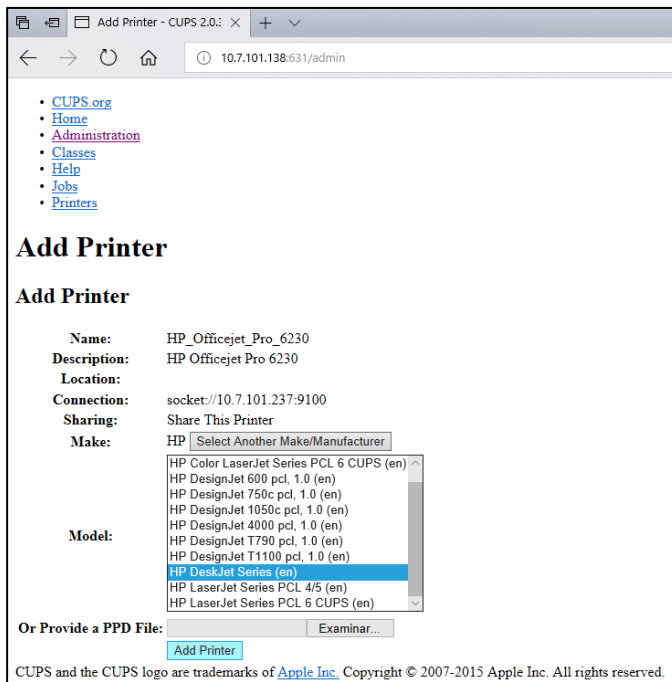 Add Printer - CUPS 2.0.:
10.7.101.138:631/admin
CUPS.org
Home
Administration
Classes
Help
Jobs
Printers
Add Printer
Add Printer
Name: HP_Officejet_Pro_6230
Description: HP Officejet Pro 6230
Location:
Connection: socket://10.7.101.237:9100
Sharing: Share This Printer
Make: HP Select Another Make/Manufacturer
HP Color LaserJet Series PCL 6 CUPS (en)
HP DesignJet 600 pcl, 1.0 (en)
HP DesignJet 750c pcl, 1.0 (en)
HP DesignJet 1050c pcl, 1.0 (en)
HP DesignJet 4000 pcl, 1.0 (en)
Model: HP DesignJet T790 pcl, 1.0 (en)
HP DesignJet T1100 pcl, 1.0 (en)
HP DeskJet Series (en)
HP LaserJet Series PCL 4/5 (en)
HP LaserJet Series PCL 6 CUPS (en)
Or Provide a PPD File: Examinar...
Add Printer
CUPS and the CUPS logo are trademarks of Apple Inc. Copyright © 2007-2015 Apple Inc. All rights reserved.